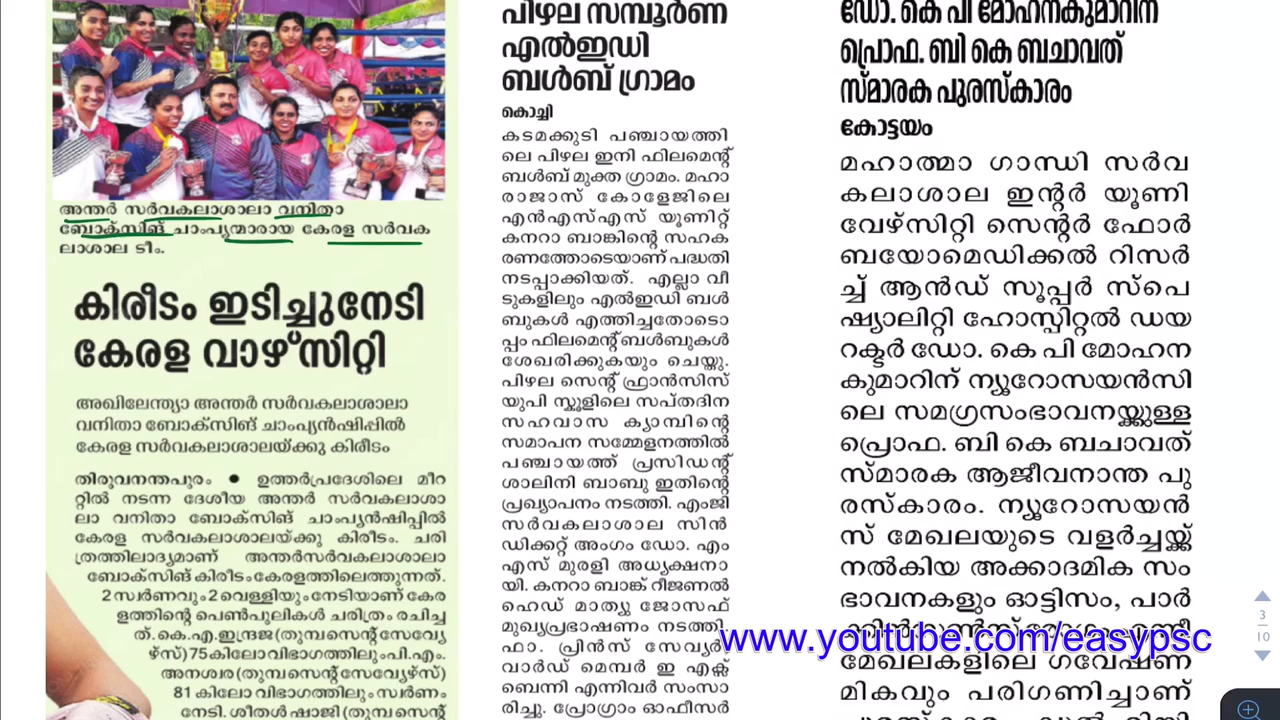 അന്തർ സർവകലാശാലാ വനിതാ
ബോക്സിങ് ചാംപ്യന്മാരായ കേരള സർവക
ലാശാല ടീം.
കിരീടം ഇടിച്ചുനേടി
കേരള വാഴ്സിറ്റി
അഖിലേന്ത്യാ അന്തർ സർവകലാശാലാ
വനിതാ ബോക്സിങ് ചാംപ്യൻഷിപ്പിൽ
കേരള സർവകലാശാലയ്ക്കു കിരീടം
തിരുവനന്തപുരം ● ഉത്തർപ്രദേശിലെ മീറ
റ്റിൽ നടന്ന ദേശീയ അന്തർ സർവകലാശാ
ലാ വനിതാ ബോക്സിങ് ചാംപ്യൻഷിപ്പിൽ
കേരള സർവകലാശാലയ്ക്കു കിരീടം. ചരി
ത്രത്തിലാദ്യമാണ് അന്തർസർവകലാശാലാ
ബോക്സിങ് കിരീടം കേരളത്തിലെത്തുന്നത്.
2 സ്വർണവും 2 വെള്ളിയും നേടിയാണ് കേര
ളത്തിന്റെ പെൺപുലികൾ ചരിത്രം രചിച്ച
ത്. കെ.എ.ഇന്ദ്രജ (തുമ്പ സെന്റ് സേവ്യേ
ഴ്സ്) 75 കിലോ വിഭാഗത്തിലും പി.എം.
അനശ്വര (തുമ്പ സെന്റ് സേവ്യേഴ്സ്)
81 കിലോ വിഭാഗത്തിലും സ്വർണം
നേടി. ശീതൾ ഷാജി (തുമ്പ സെന്റ്
പിഴല സമ്പൂർണ
എൽഇഡി
ബൾബ് ഗ്രാമം
കൊച്ചി
കടമക്കുടി പഞ്ചായത്തി
ലെ പിഴല ഇനി ഫിലമെന്റ്
ബൾബ് മുക്ത ഗ്രാമം. മഹാ
രാജാസ് കോളേജിലെ
എൻഎസ്എസ് യൂണിറ്റ്
കനറാ ബാങ്കിന്റെ സഹക
രണത്തോടെയാണ് പദ്ധതി
നടപ്പാക്കിയത്. എല്ലാ വീ
ടുകളിലും എൽഇഡി ബൾ
ബുകൾ എത്തിച്ചതോടൊ
പ്പം ഫിലമെന്റ് ബൾബുകൾ
ശേഖരിക്കുകയും ചെയ്തു.
പിഴല സെന്റ് ഫ്രാൻസിസ്
യുപി സ്കൂളിലെ സപ്തദിന
സഹവാസ ക്യാമ്പിന്റെ
സമാപന സമ്മേളനത്തിൽ
പഞ്ചായത്ത് പ്രസിഡന്റ്
ശാലിനി ബാബു ഇതിന്റെ
പ്രഖ്യാപനം നടത്തി. എംജി
സർവകലാശാല സിൻ
ഡിക്കറ്റ് അംഗം ഡോ. എം
എസ് മുരളി അധ്യക്ഷനാ
യി. കനറാ ബാങ്ക് റീജണൽ
ഹെഡ് മാത്യു ജോസഫ്
മുഖ്യപ്രഭാഷണം നടത്തി.
ഫാ. പ്രിൻസ് സേവ്യർ,
വാർഡ് മെമ്പർ ഇ എക്സ്
ബെന്നി എന്നിവർ സംസാ
രിച്ചു. പ്രോഗ്രാം ഓഫീസർ
ഡോ. കെ പി മോഹനകുമാറിന്
പ്രൊഫ. ബി കെ ബചാവത്
സ്മാരക പുരസ്കാരം
കോട്ടയം
മഹാത്മാ ഗാന്ധി സർവ
കലാശാല ഇന്റർ യൂണി
വേഴ്സിറ്റി സെന്റർ ഫോർ
ബയോമെഡിക്കൽ റിസർ
ച്ച് ആൻഡ് സൂപ്പർ സ്പെ
ഷ്യാലിറ്റി ഹോസ്പിറ്റൽ ഡയ
റക്ടർ ഡോ. കെ പി മോഹന
കുമാറിന് ന്യൂറോസയൻസി
ലെ സമഗ്രസംഭാവനയ്ക്കുള്ള
പ്രൊഫ. ബി കെ ബചാവത്
സ്മാരക ആജീവനാന്ത പു
രസ്കാരം. ന്യൂറോസയൻ
സ് മേഖലയുടെ വളർച്ചയ്ക്ക്
നൽകിയ അക്കാദമിക സം
ഭാവനകളും ഓട്ടിസം, പാർ
www.youtube.com/easypsc
മേഖലകളിലെ ഗവേഷണ
മികവും പരിഗണിച്ചാണ്
3
10